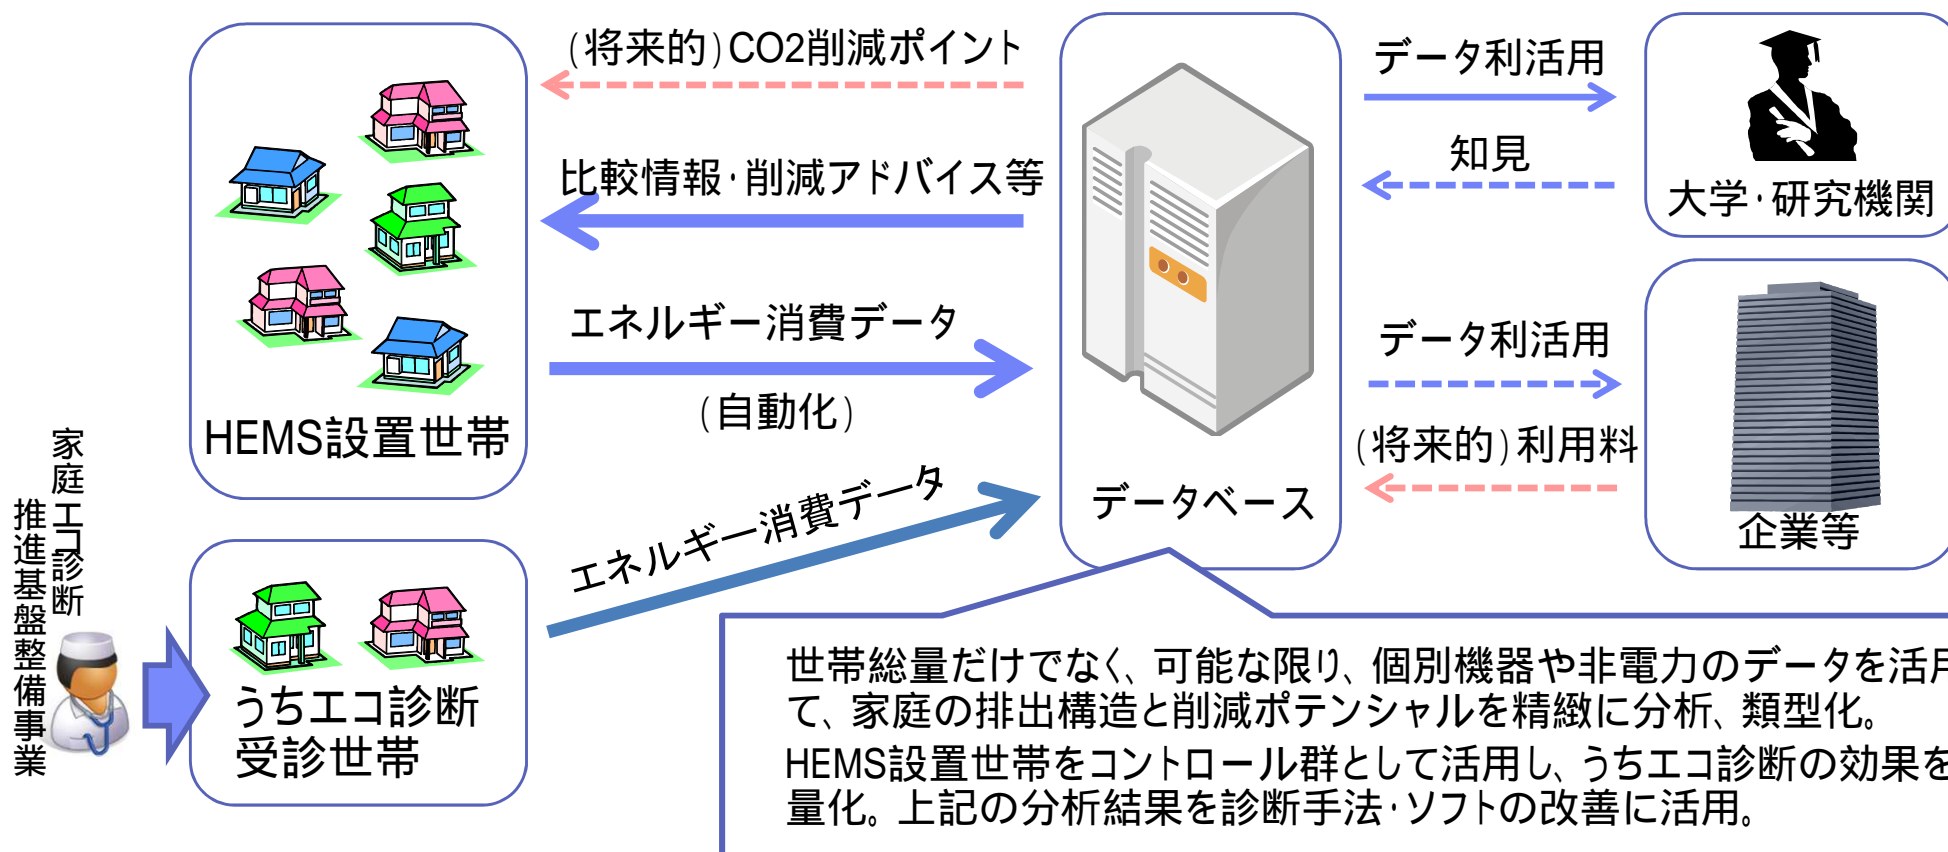 (将来的)CO2削減ポイント
比較情報・削減アドバイス等
エネルギー消費データ
(自動化)
HEMS設置世帯
家庭エコ診断
推進基盤整備事業
うちエコ診断
受診世帯
エネルギー消費データ
データベース
データ利活用
知見
大学・研究機関
データ利活用
(将来的)利用料
企業等
世帯総量だけでなく、可能な限り、個別機器や非電力のデータを活用
て、家庭の排出構造と削減ポテンシャルを精緻に分析、類型化。
HEMS設置世帯をコントロール群として活用し、うちエコ診断の効果を
量化。上記の分析結果を診断手法・ソフトの改善に活用。